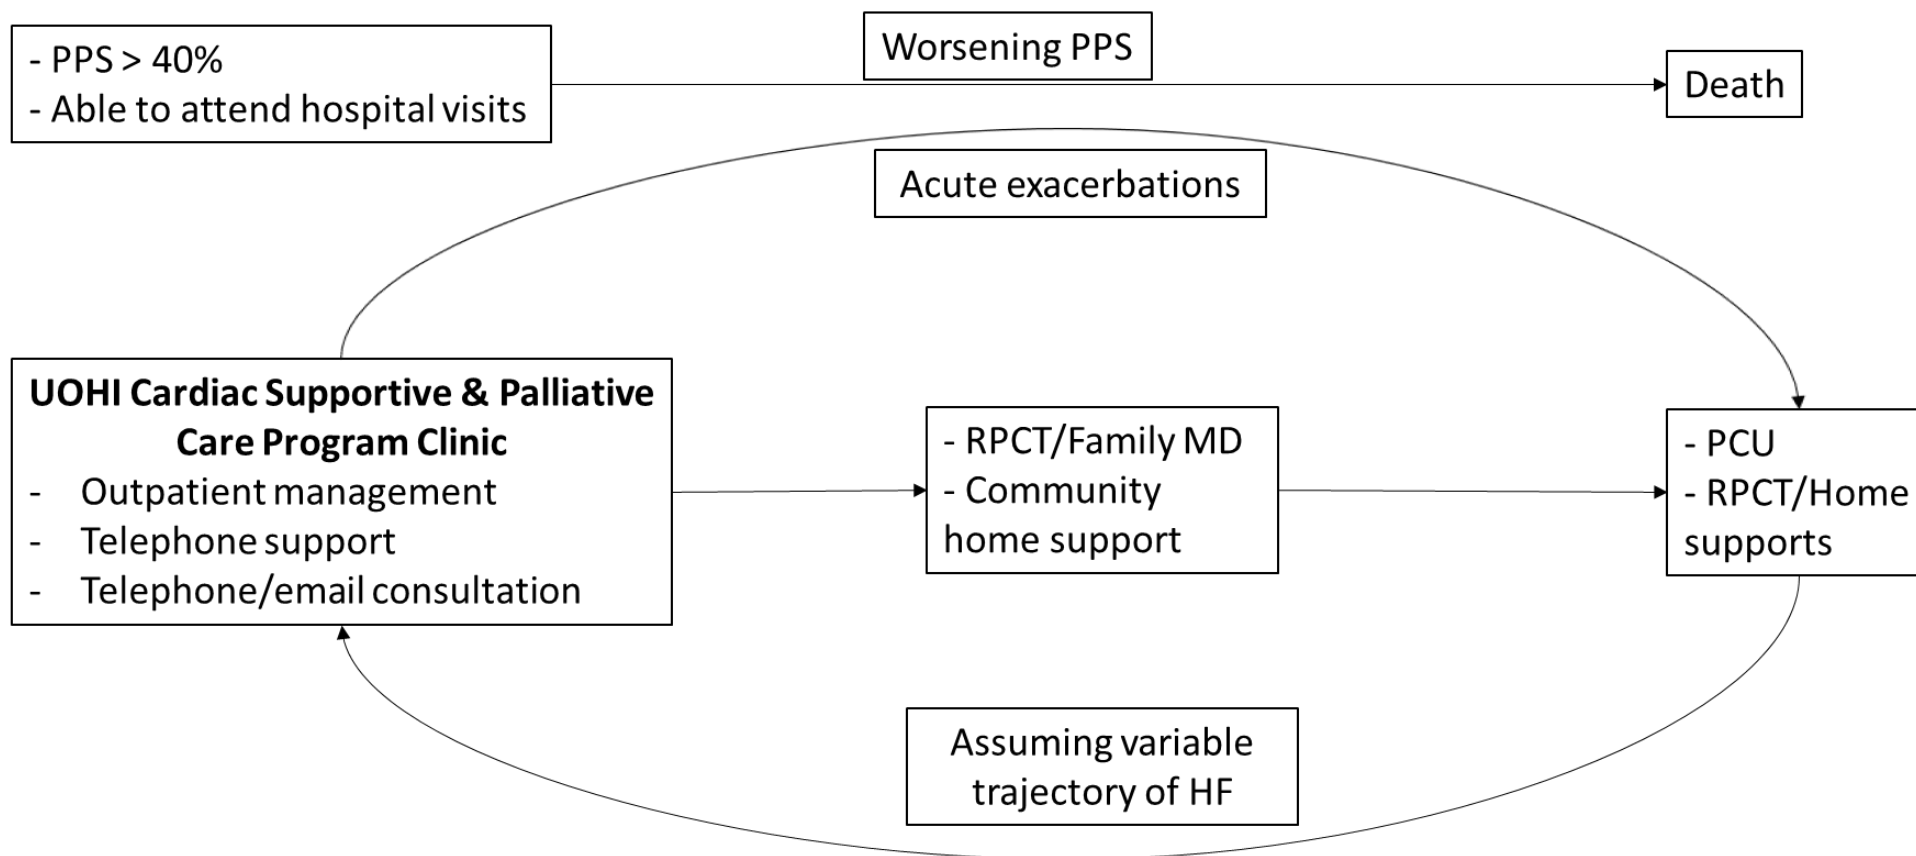 - PPS > 40%
- Able to attend hospital visits
Worsening PPS
Death
Acute exacerbations
UOHI Cardiac Supportive & Palliative
Care Program Clinic
- Outpatient management
- Telephone support
- Telephone/email consultation
- RPCT/Family MD
- Community
home support
- PCU
- RPCT/Home
supports
Assuming variable
trajectory of HF